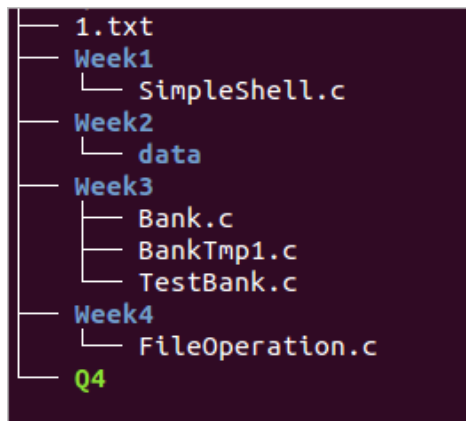 1.txt
Week1
SimpleShell.c
Week2
data
Week3
Bank.c
BankTmp1.c
TestBank.c
Week4
FileOperation.c
Q4